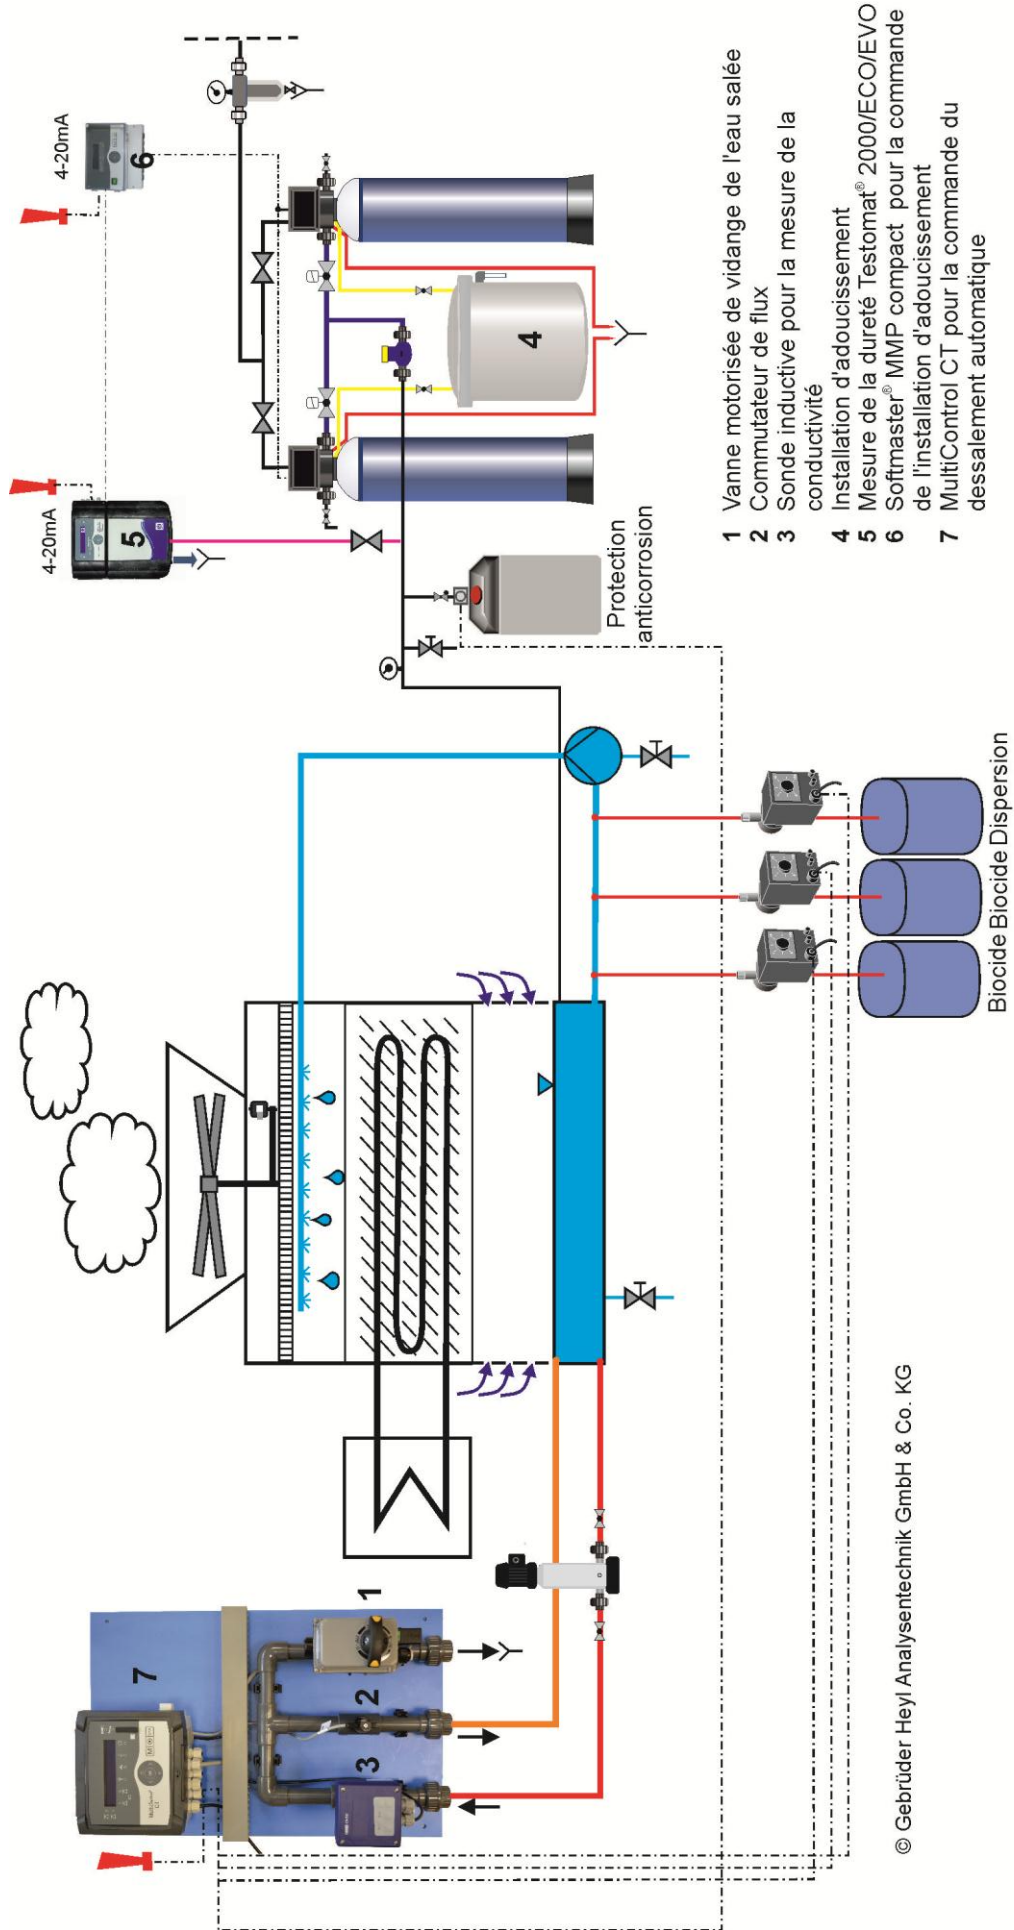 7
3
2
1
4-20mA
5
4-20mA
6
4
Protection
anticorrosion
Biocide Biocide Dispersion
1 Vanne motorisée de vidange de l'eau salée
2 Commutateur de flux
3 Sonde inductive pour la mesure de la
conductivité
4 Installation d'adoucissement
5 Mesure de la dureté Testomat® 2000/ECO/EVO
6 Softmaster® MMP compact pour la commande
de l'installation d'adoucissement
7 MultiControl CT pour la commande du
dessalement automatique
© Gebrüder Heyl Analysentechnik GmbH & Co. KG